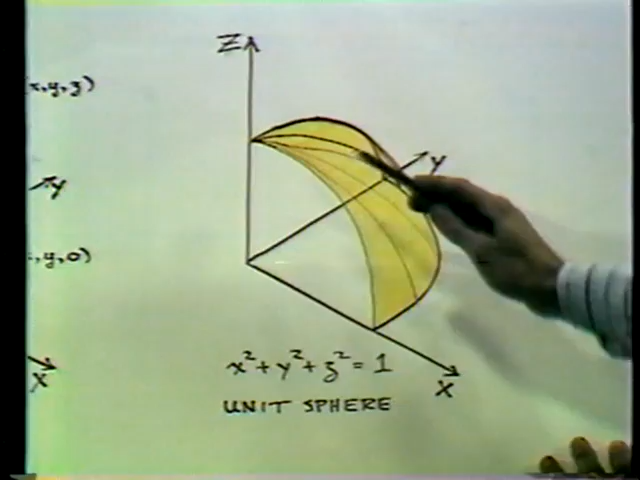 Z
x,y,z)
Y
Y
,y,0)
X
x²+y²+z²=1
X
UNIT SPHERE